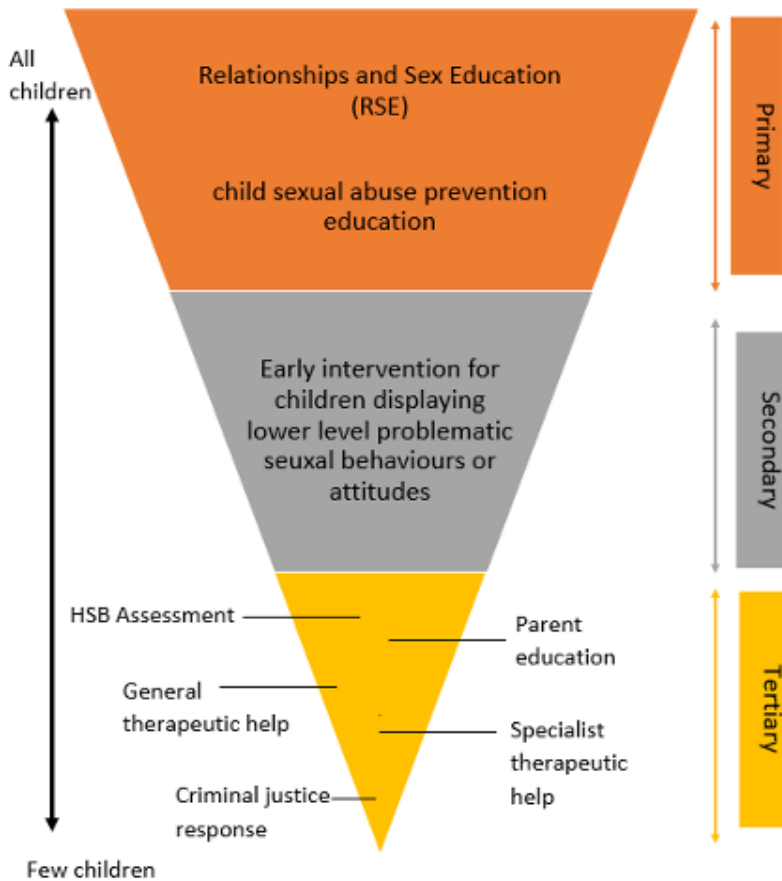 All
children
Relationships and Sex Education
(RSE)
child sexual abuse prevention
education
Primary
Early intervention for
children displaying
lower level problematic
seuxal behaviours or
attitudes
Secondary
HSB Assessment
Parent
education
General
therapeutic help
Specialist
therapeutic
help
Criminal justice
response
Tertiary
Few children